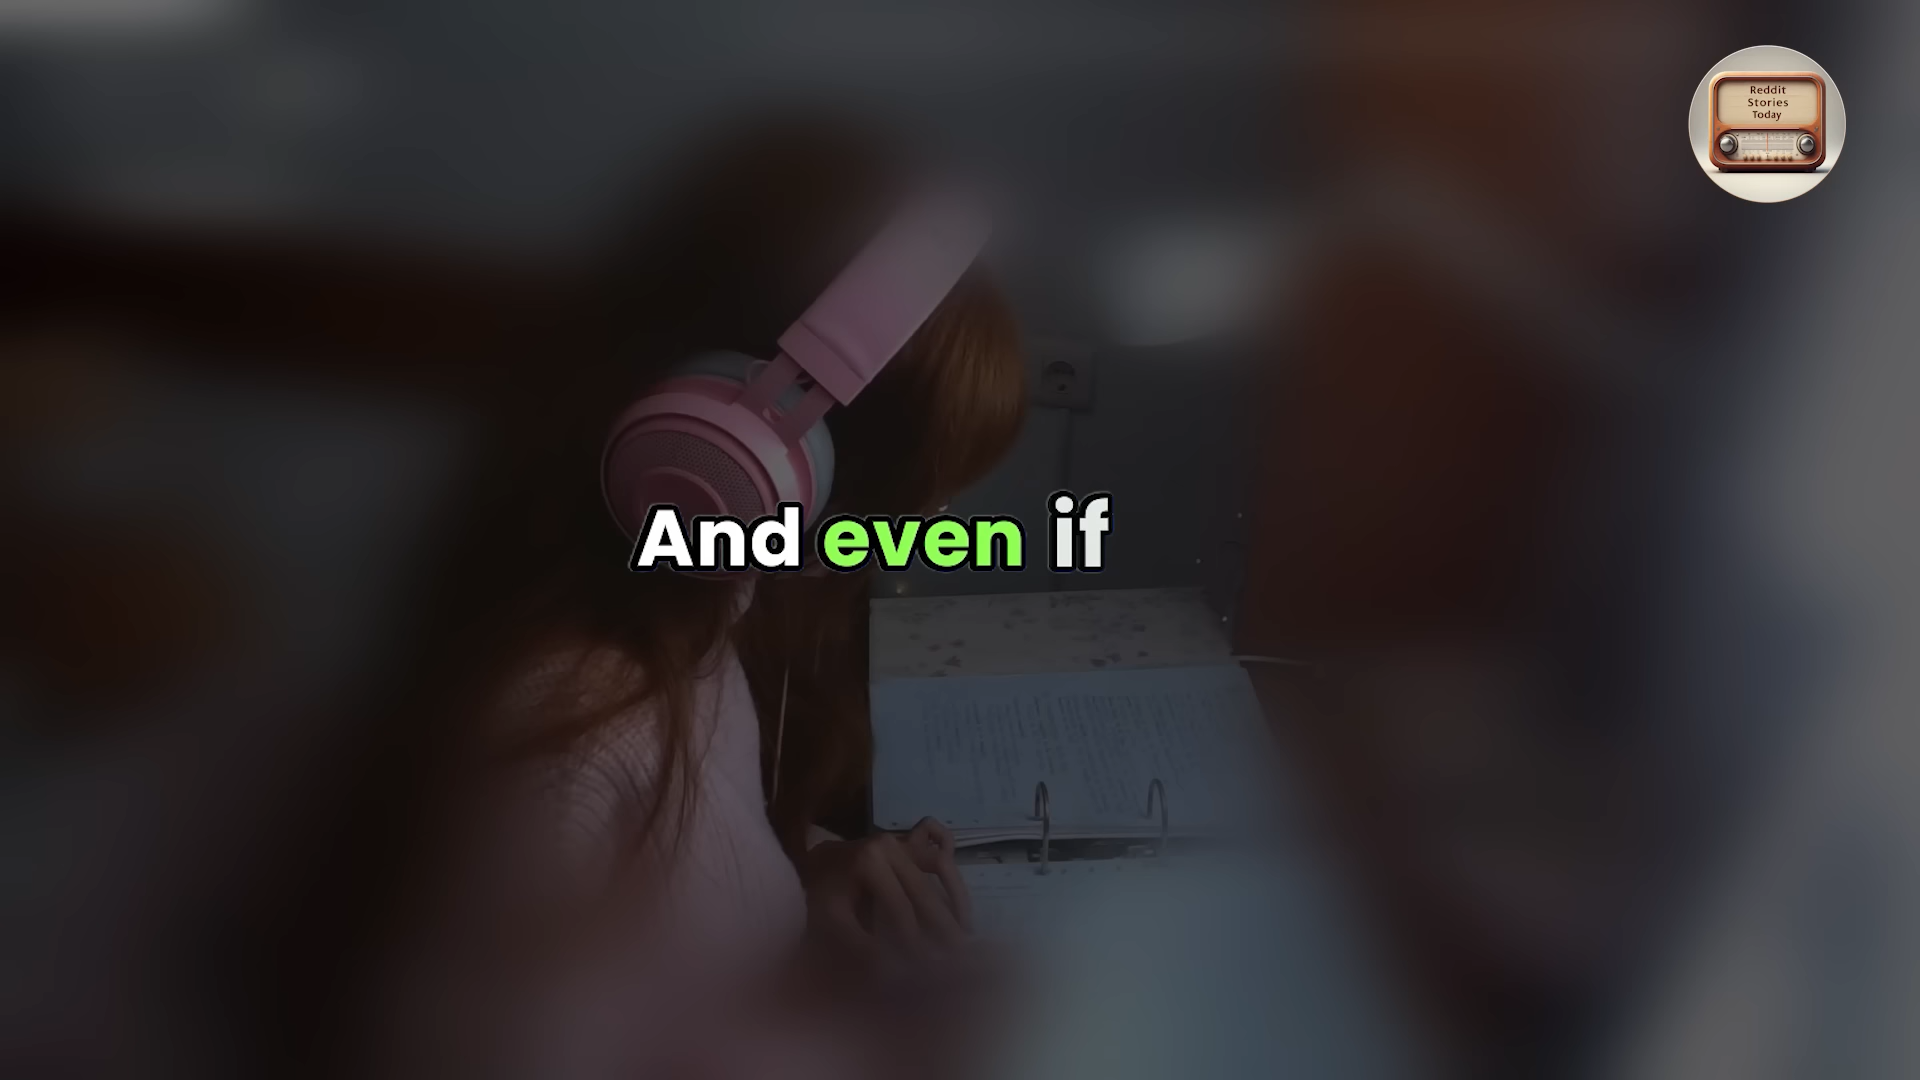 Reddit
Stories
Today
And even if